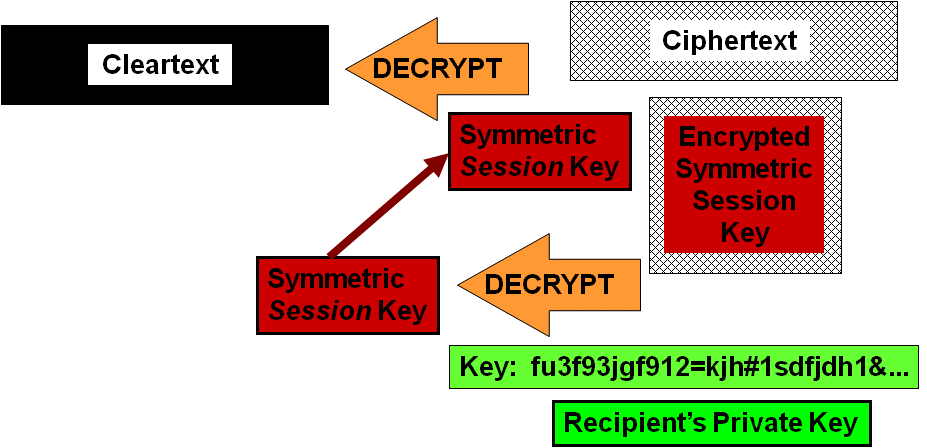 Cleartext
DECRYPT
Ciphertext
Symmetric
Session Key
Encrypted
Symmetric
Session
Key
Symmetric
Session Key
DECRYPT
Key: fu3f93jgf912=kjh#1sdfjdh1&...
Recipient's Private Key